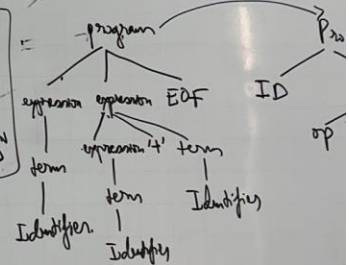 program
Pro
expression expression EOF
ID
expression '+' term
op
term
term
Identifier
Identifier.
Identifier